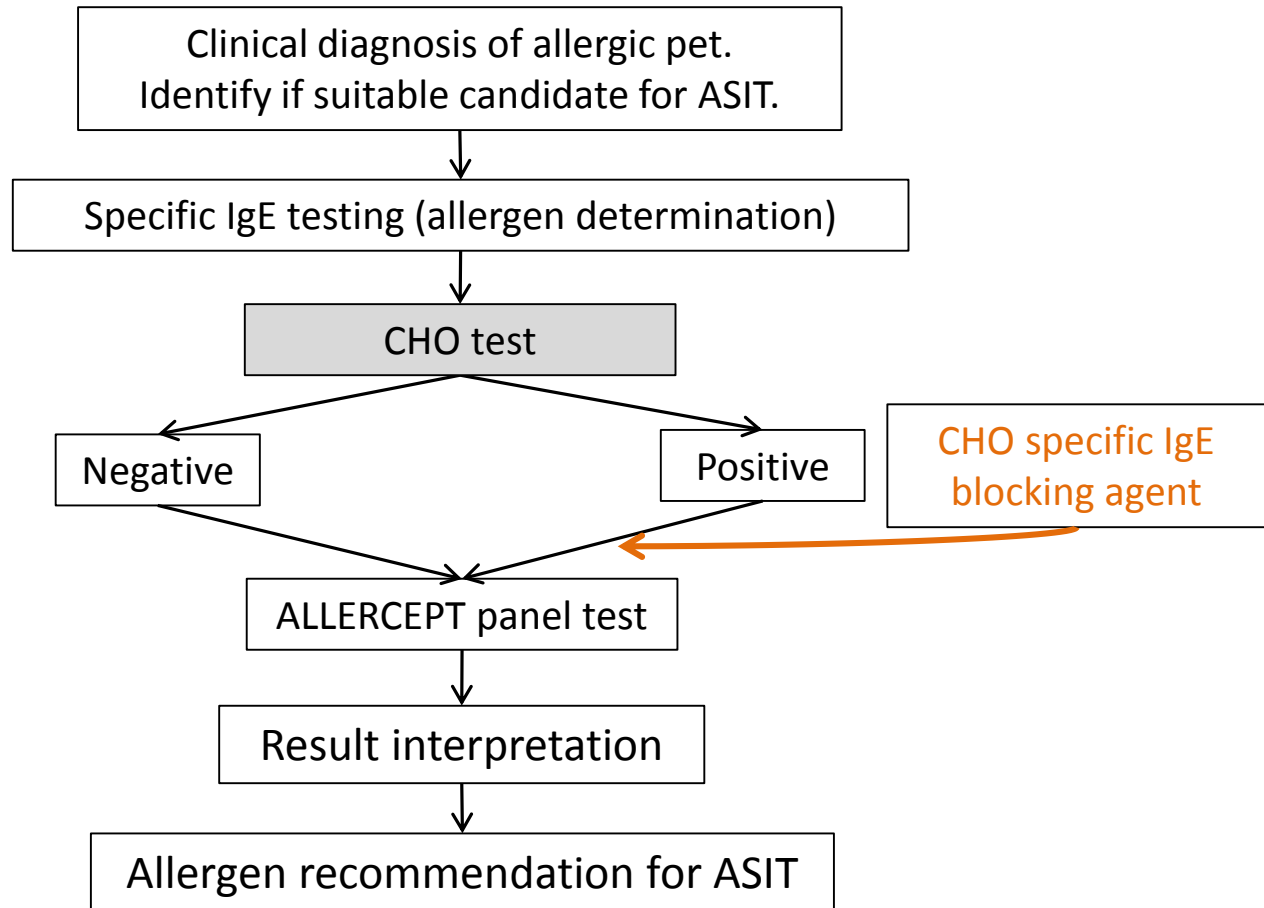 Clinical diagnosis of allergic pet.
Identify if suitable candidate for ASIT.
Specific IgE testing (allergen determination)
CHO test
Negative
Positive
CHO specific IgE
blocking agent
ALLERCEPT panel test
Result interpretation
Allergen recommendation for ASIT